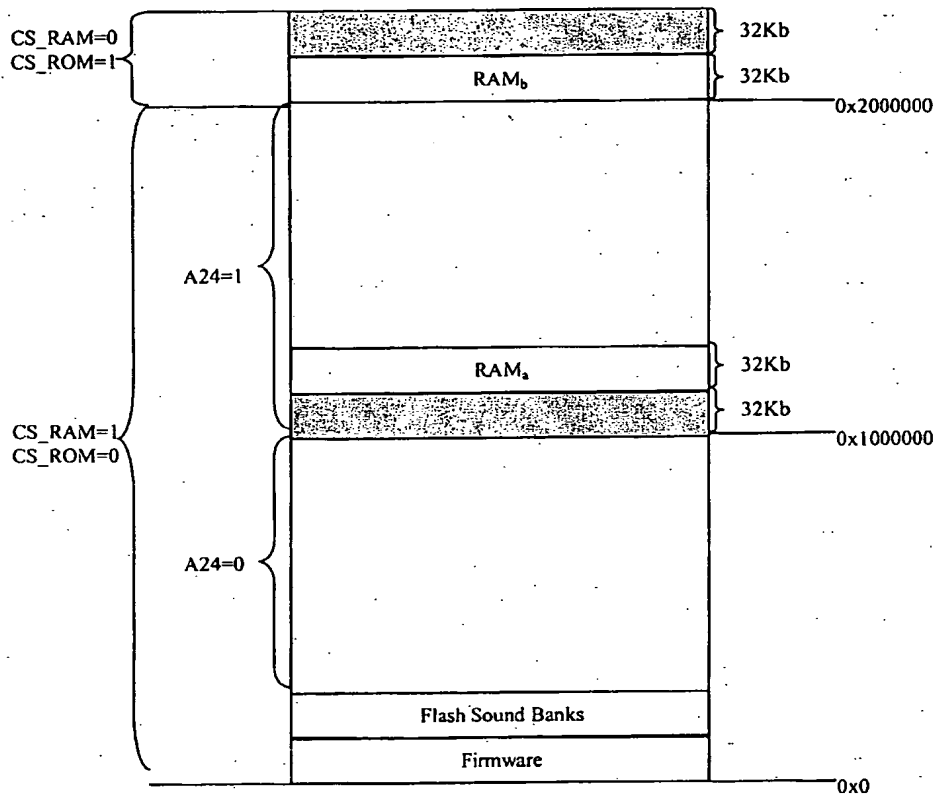 CS_RAM=0
CS_ROM=1
32Kb
RAMb
32Kb
0x2000000
A24=1
RAMa
32Kb
32Kb
CS_RAM=1
CS_ROM=0
0x1000000
A24=0
Flash Sound Banks
Firmware
0x0